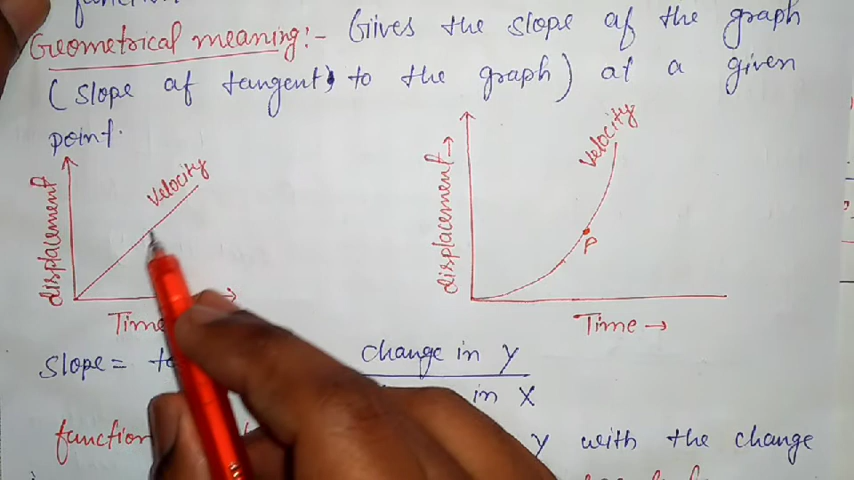 Geometrical meaning:- Gives the slope of the graph
(slope of tangent to the graph) at a given
point.
displacement
Velocity
Time
displacement →
Velocity
P
Time →
slope =
change in y
in x
function y with the change